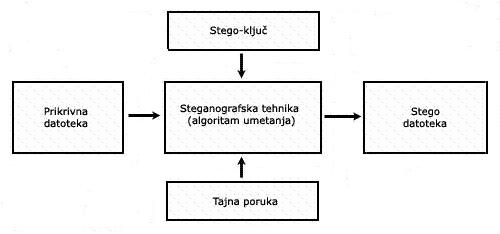 Stego-ključ
Prikrivna
datoteka
Steganografska tehnika
(algoritam umetanja)
Stego
datoteka
Tajna poruka